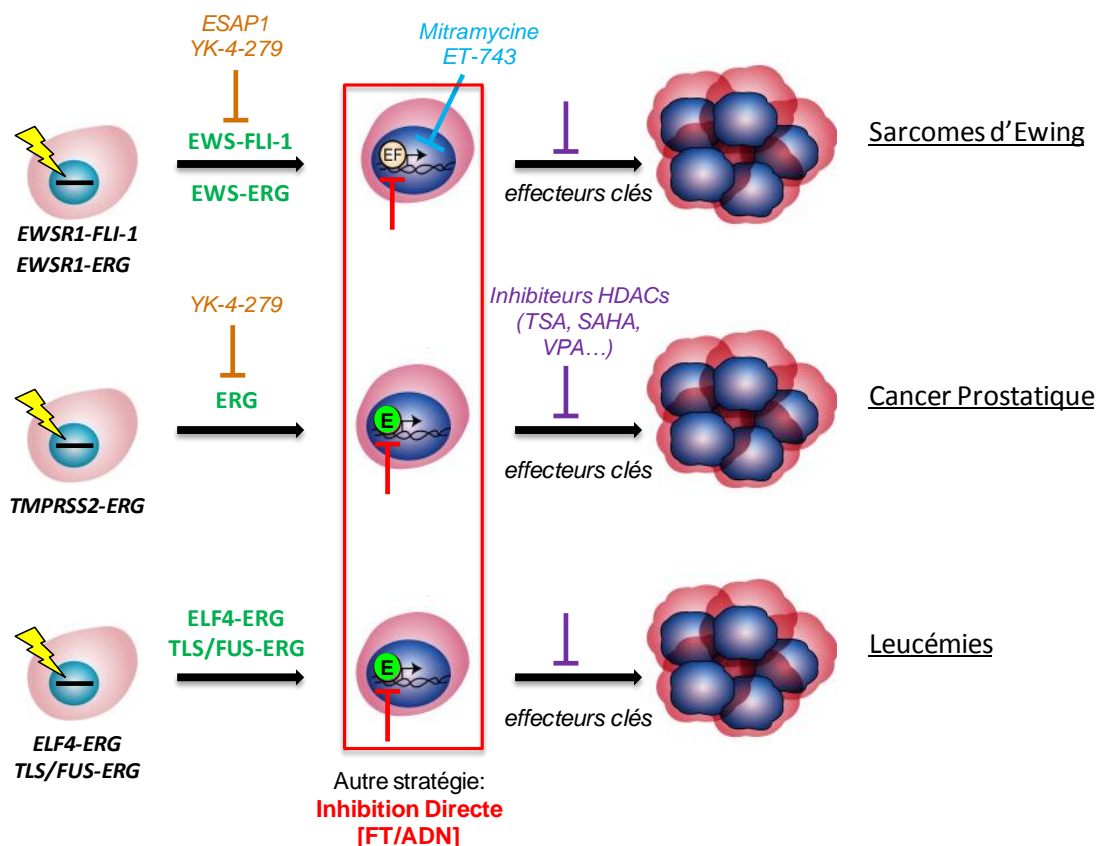 ESAP1
YK-4-279
EWS-FLI-1
EWS-ERG
Mitramycine
ET-743
EF
effecteurs clés
Sarcomes d'Ewing
EWSR1-FLI-1
EWSR1-ERG
YK-4-279
ERG
E
Inhibiteurs HDACs
(TSA, SAHA,
VPA…)
effecteurs clés
Cancer Prostatique
TMPRSS2-ERG
ELF4-ERG
TLS/FUS-ERG
E
effecteurs clés
Leucémies
ELF4-ERG
TLS/FUS-ERG
Autre stratégie:
Inhibition Directe
[FT/ADN]